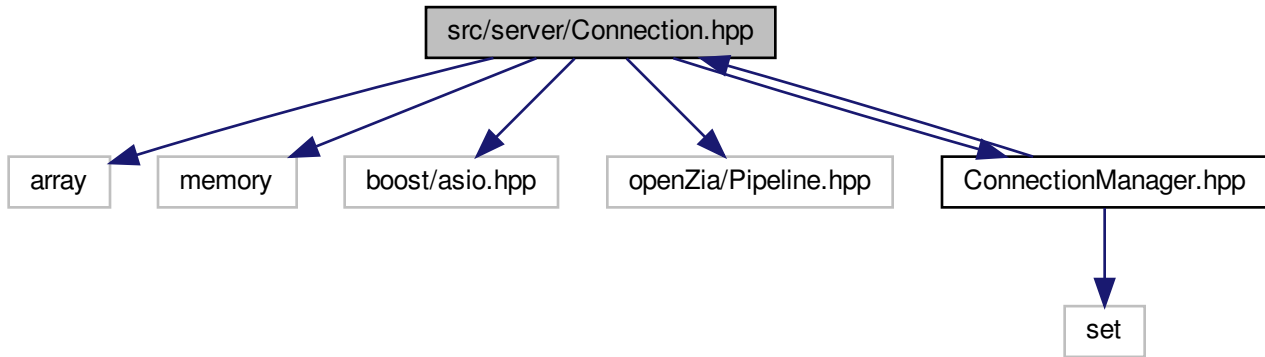 src/server/Connection.hpp
array
memory
boost/asio.hpp
openZia/Pipeline.hpp
ConnectionManager.hpp
set